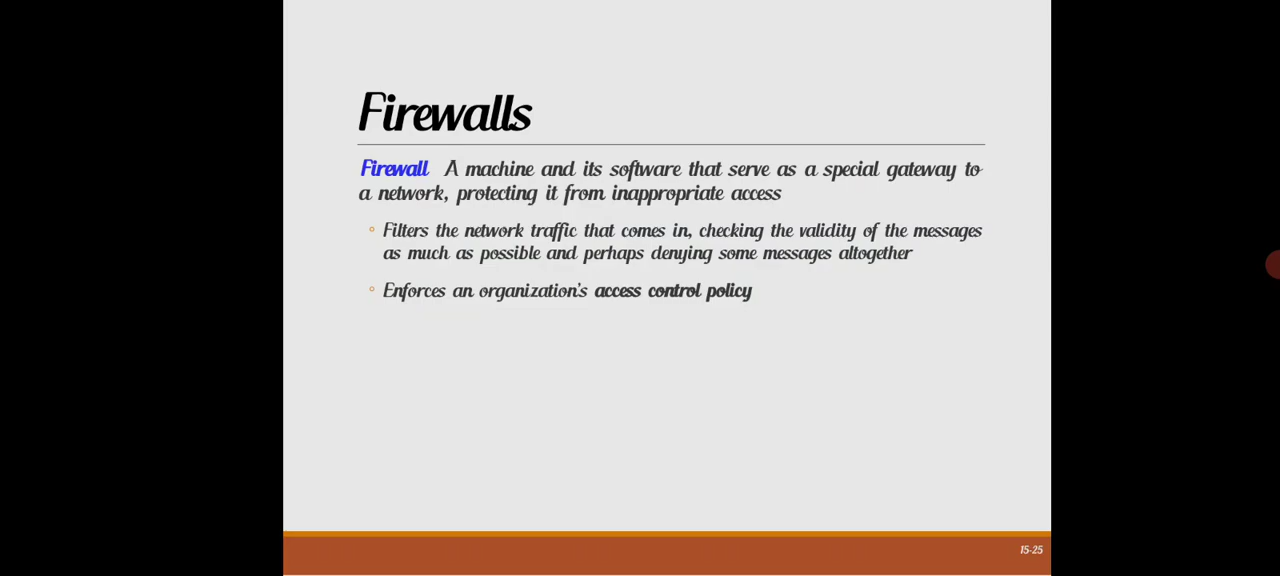 Firewalls
Firewall A machine and its software that serve as a special gateway to
a network, protecting it from inappropriate access
◦ Filters the network traffic that comes in, checking the validity of the messages
as much as possible and perhaps denying some messages altogether
◦ Enforces an organization's access control policy
15-25